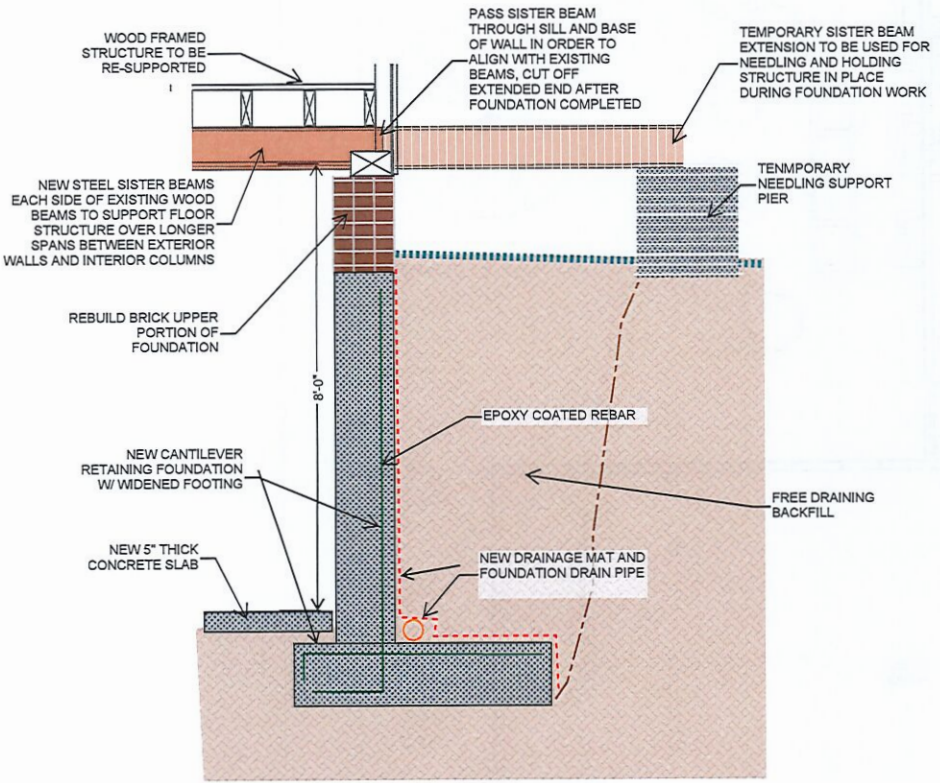 WOOD FRAMED
STRUCTURE TO BE
RE-SUPPORTED
PASS SISTER BEAM
THROUGH SILL AND BASE
OF WALL IN ORDER TO
ALIGN WITH EXISTING
BEAMS, CUT OFF
EXTENDED END AFTER
FOUNDATION COMPLETED
TEMPORARY SISTER BEAM
EXTENSION TO BE USED FOR
NEEDLING AND HOLDING
STRUCTURE IN PLACE
DURING FOUNDATION WORK
TENMPORARY
NEEDLING SUPPORT
PIER
NEW STEEL SISTER BEAMS
EACH SIDE OF EXISTING WOOD
BEAMS TO SUPPORT FLOOR
STRUCTURE OVER LONGER
SPANS BETWEEN EXTERIOR
WALLS AND INTERIOR COLUMNS
REBUILD BRICK UPPER
PORTION OF
FOUNDATION
8'-0"
EPOXY COATED REBAR
NEW CANTILEVER
RETAINING FOUNDATION
W/ WIDENED FOOTING
FREE DRAINING
BACKFILL
NEW 5" THICK
CONCRETE SLAB
NEW DRAINAGE MAT AND
FOUNDATION DRAIN PIPE